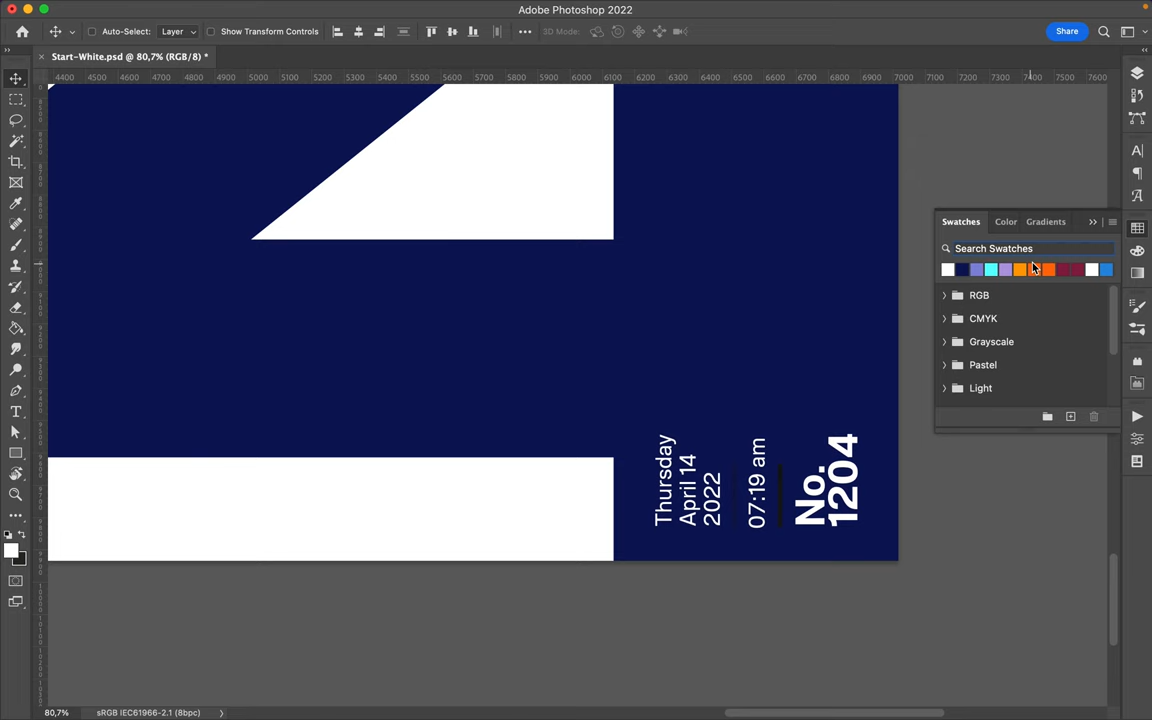 Adobe Photoshop 2022
Auto-Select:
Layer
Show Transform Controls
3D Mode:
Share
Start-White.psd @ 80,7% (RGB/8) *
4400 4500 4600 4700 4800 4900 5000 5100 5200 5300 5400 5500 5600 5700 5800 5900 6000 6100 6200 6300 6400 6500 6600 6700 6800 6900 7000 7100 7200 7300 7400 7500 7600
Swatches
Color
Gradients
Search Swatches
RGB
CMYK
Grayscale
Pastel
Light
Thursday
April 14
2022
07:19 am
No.
1204
80,7%
sRGB IEC61966-2.1 (8bpc)